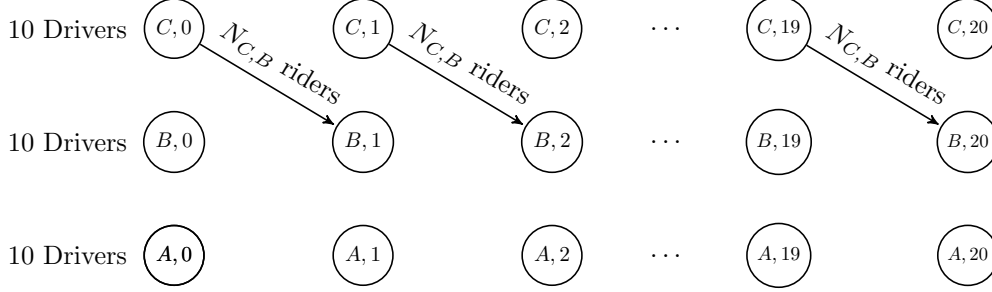 10 Drivers C, 0 N_{C,B} riders C, 1 N_{C,B} riders C, 2 ··· C, 19 N_{C,B} riders C, 20
10 Drivers B, 0 B, 1 B, 2 ··· B, 19 B, 20
10 Drivers A, 0 A, 1 A, 2 ··· A, 19 A, 20